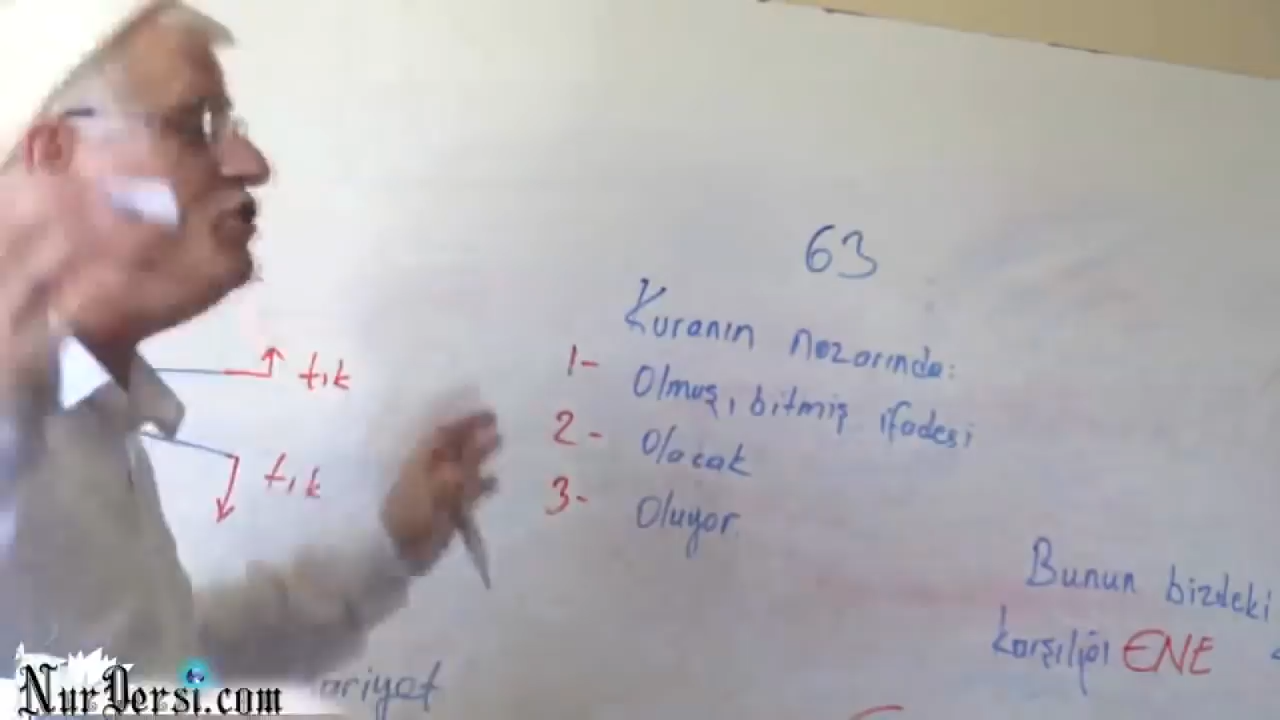 63
Kuranın nazarında:
1- Olmuş, bitmiş ifadesi
2- Olacak
3- Oluyor
tık
tık
Bunun bizdeki
karşılığı ENE
NurDersi.com